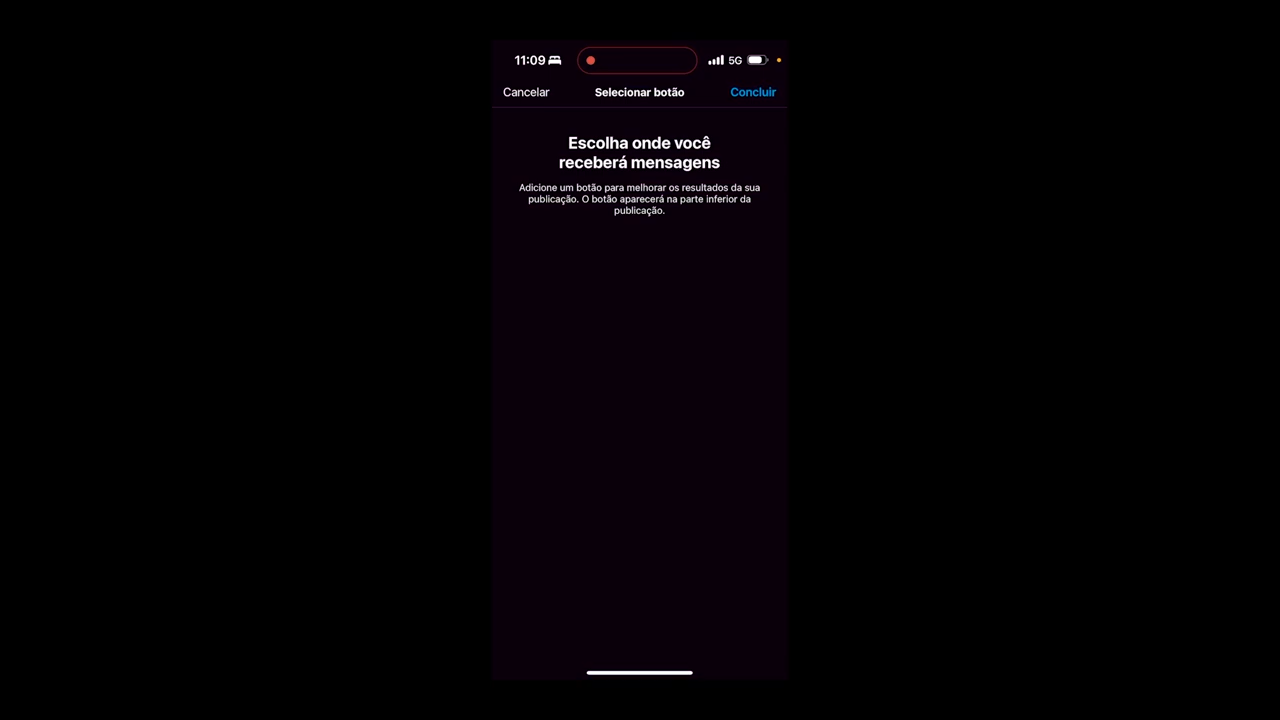 11:09
5G
Cancelar
Selecionar botão
Concluir
Escolha onde você
receberá mensagens
Adicione um botão para melhorar os resultados da sua
publicação. O botão aparecerá na parte inferior da
publicação.